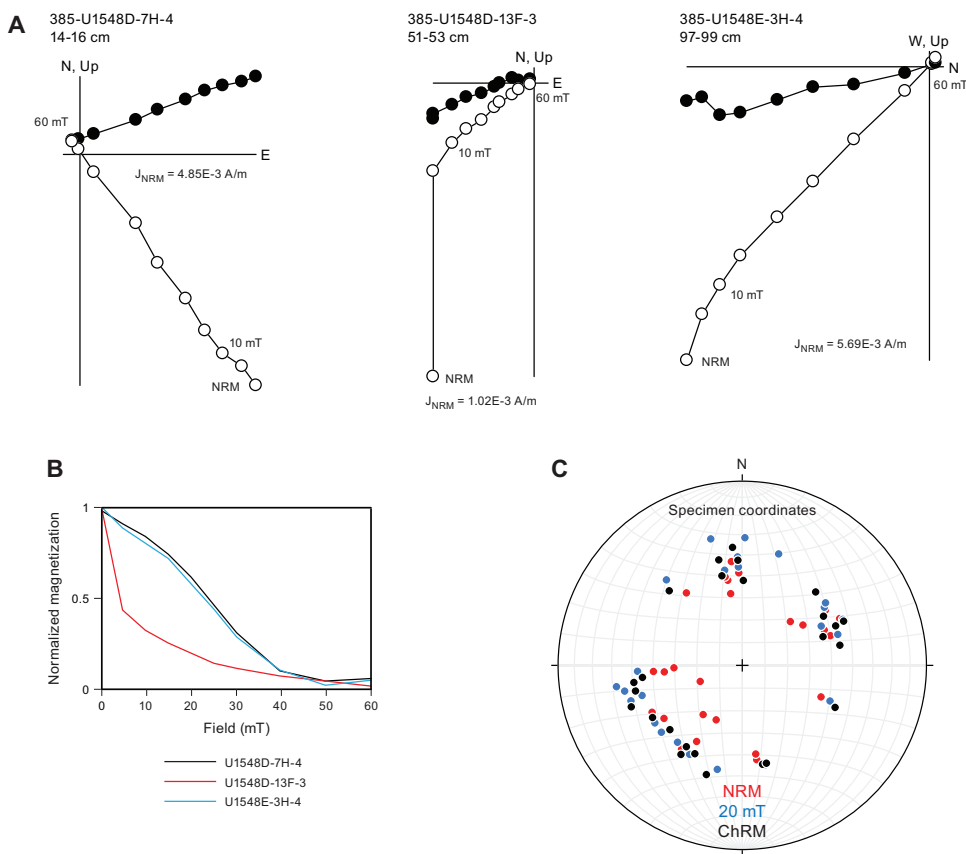 A
385-U1548D-7H-4
14-16 cm
N, Up
60 mT
E
J_NRM = 4.85E-3 A/m
10 mT
NRM
385-U1548D-13F-3
51-53 cm
N, Up
E
60 mT
10 mT
NRM
J_NRM = 1.02E-3 A/m
385-U1548E-3H-4
97-99 cm
W, Up
N
60 mT
10 mT
J_NRM = 5.69E-3 A/m
NRM
B
1
0.5
0
Normalized magnetization
0 10 20 30 40 50 60
Field (mT)
U1548D-7H-4
U1548D-13F-3
U1548E-3H-4
C
N
Specimen coordinates
NRM
20 mT
ChRM